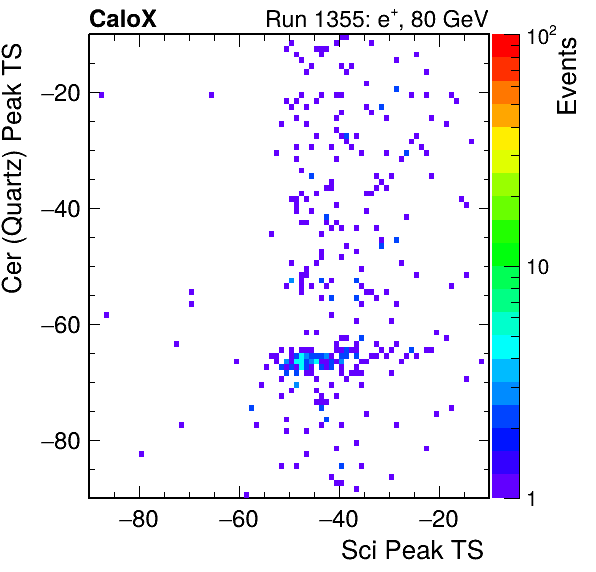 CaloX Run 1355: e⁺, 80 GeV
Cer (Quartz) Peak TS
−20
−40
−60
−80
−80 −60 −40 −20
Sci Peak TS
10²
10
1
Events